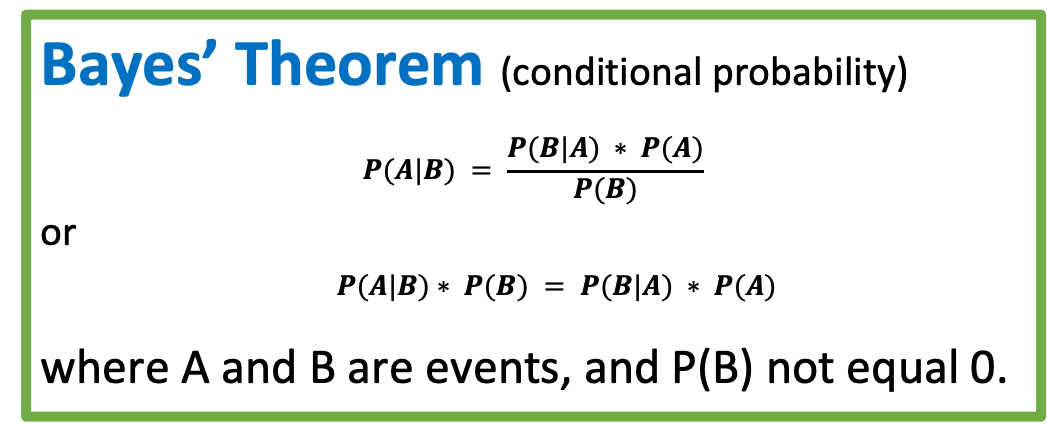 Bayes’ Theorem (conditional probability)
P(A|B) = P(B|A) * P(A) / P(B)
or
P(A|B) * P(B) = P(B|A) * P(A)
where A and B are events, and P(B) not equal 0.